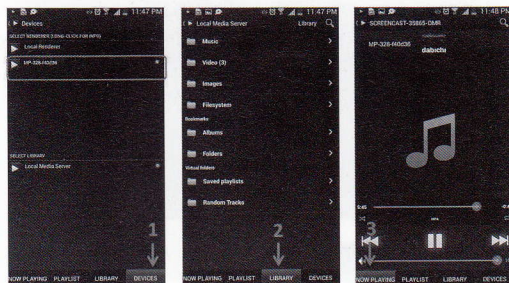 11:47 PM
Devices
SELECT RENDERER (LONG-CLICK FOR INFO)
Local Renderer
MP-328-f40d36
SELECT LIBRARY
Local Media Server
1
NOW PLAYING PLAYLIST LIBRARY DEVICES
11:47 PM
Local Media Server Library
Music
Video (3)
Images
Filesystem
Bookmarks
Albums
Folders
Virtual folders
Saved playlists
Random Tracks
2
NOW PLAYING PLAYLIST LIBRARY DEVICES
11:48 PM
SCREENCAST-35865-DMR
MP-328-f40d36
dabichi
3
NOW PLAYING PLAYLIST LIBRARY DEVICES